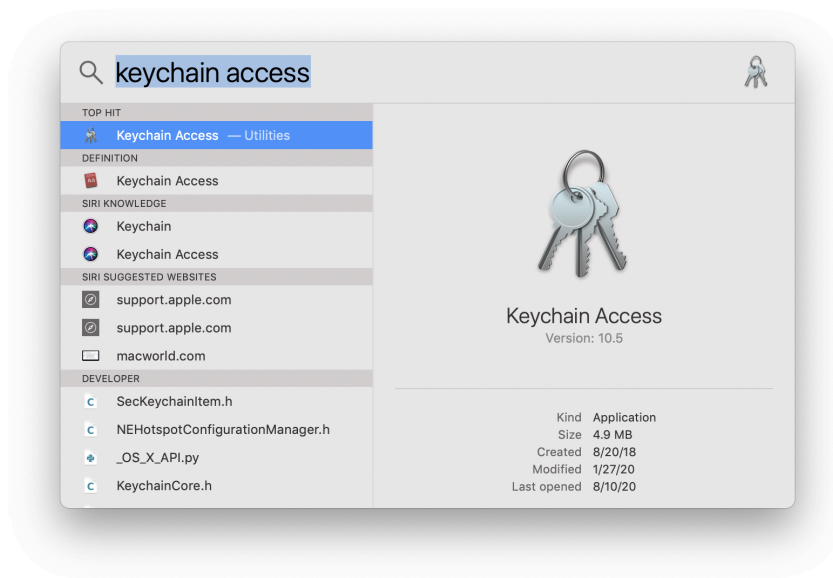 keychain access
TOP HIT
Keychain Access — Utilities
DEFINITION
Keychain Access
SIRI KNOWLEDGE
Keychain
Keychain Access
SIRI SUGGESTED WEBSITES
support.apple.com
support.apple.com
macworld.com
DEVELOPER
SecKeychainItem.h
NEHotspotConfigurationManager.h
_OS_X_API.py
KeychainCore.h
Keychain Access
Version: 10.5
Kind Application
Size 4.9 MB
Created 8/20/18
Modified 1/27/20
Last opened 8/10/20